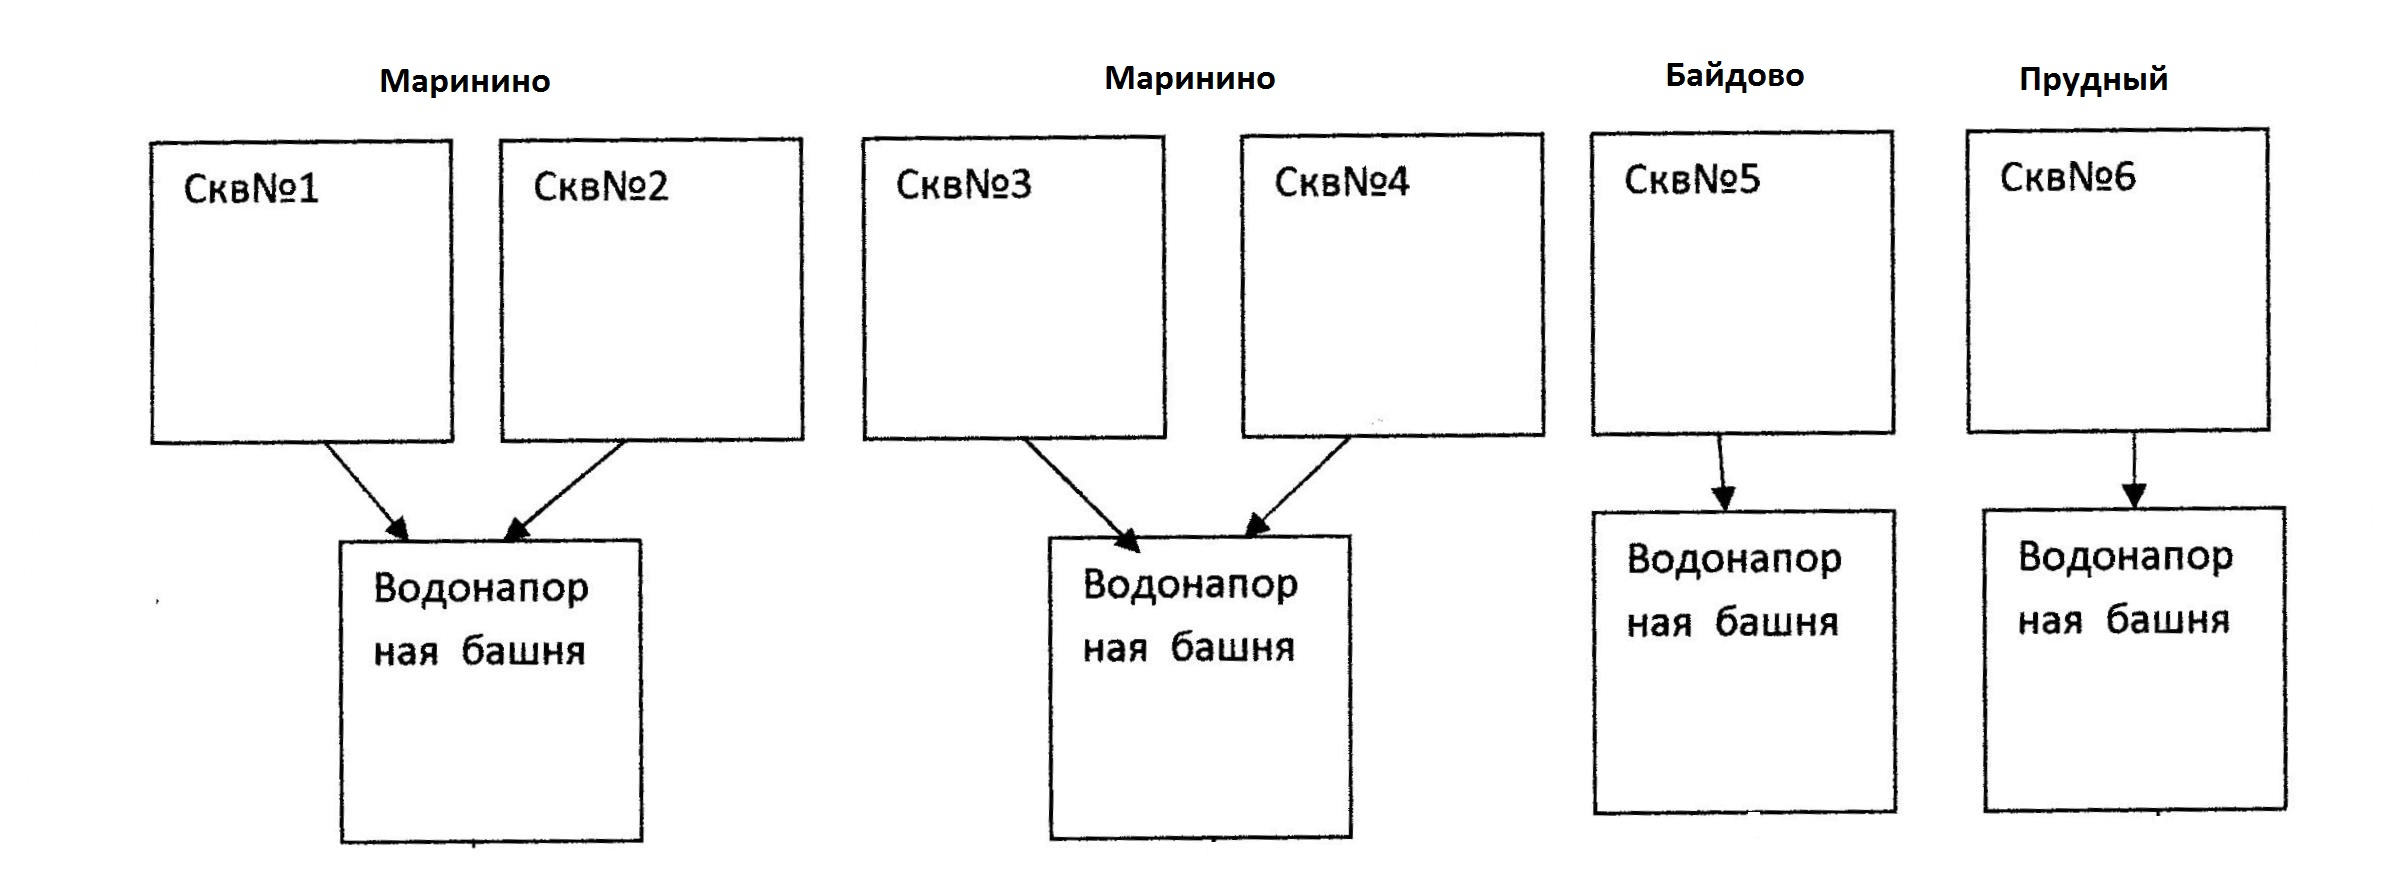 Маринино
Маринино
Байдово
Прудный
Скв№1
Скв№2
Скв№3
Скв№4
Скв№5
Скв№6
Водонапор
ная башня
Водонапор
ная башня
Водонапор
ная башня
Водонапор
ная башня